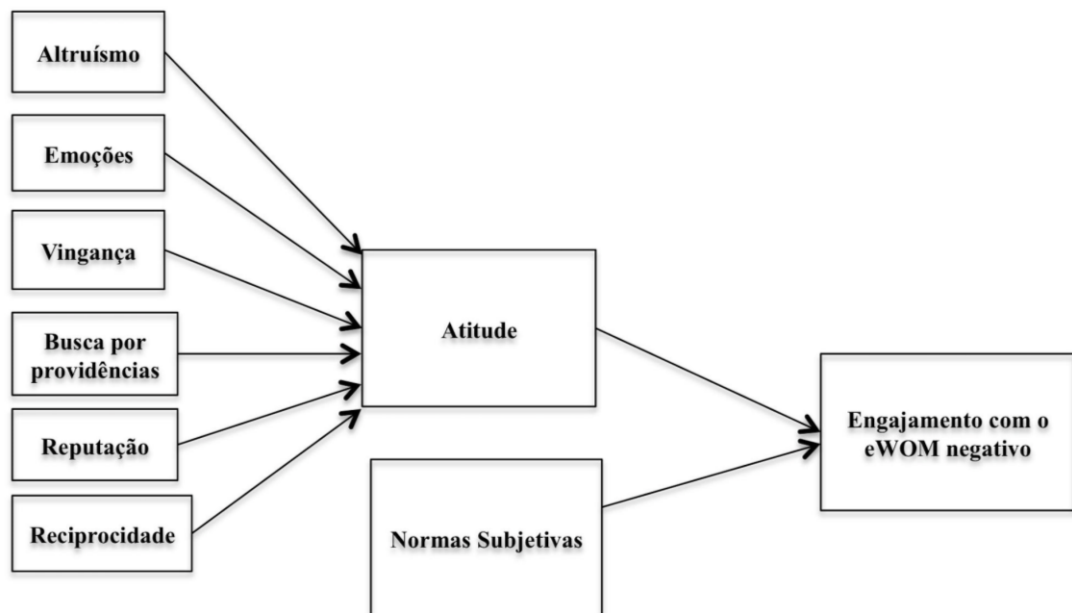 Altruísmo
Emoções
Vingança
Busca por
providências
Reputação
Reciprocidade
Atitude
Normas Subjetivas
Engajamento com o
eWOM negativo